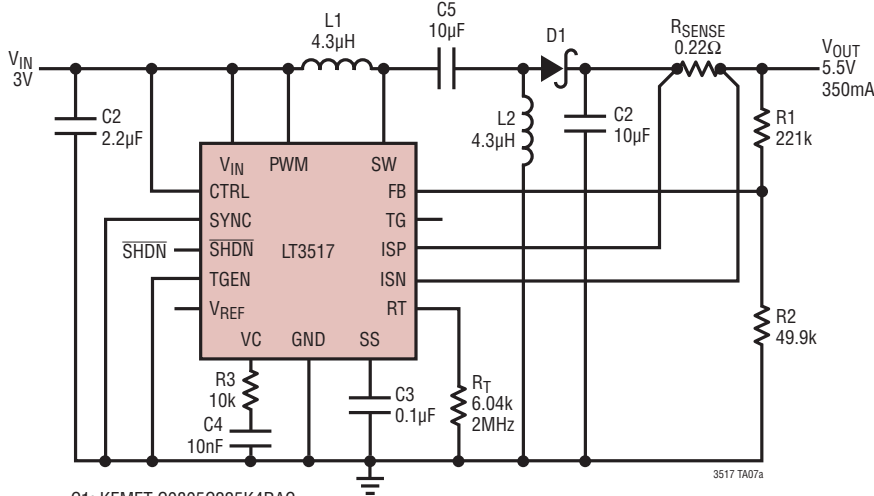 VIN
3V
C2
2.2µF
L1
4.3µH
C5
10µF
D1
RSENSE
0.22Ω
VOUT
5.5V
350mA
L2
4.3µH
C2
10µF
R1
221k
VIN PWM SW
CTRL
FB
SYNC
TG
SHDN
SHDN
LT3517
ISP
TGEN
ISN
VREF
RT
VC GND SS
R2
49.9k
R3
10k
C4
10nF
C3
0.1µF
RT
6.04k
2MHz
3517 TA07a